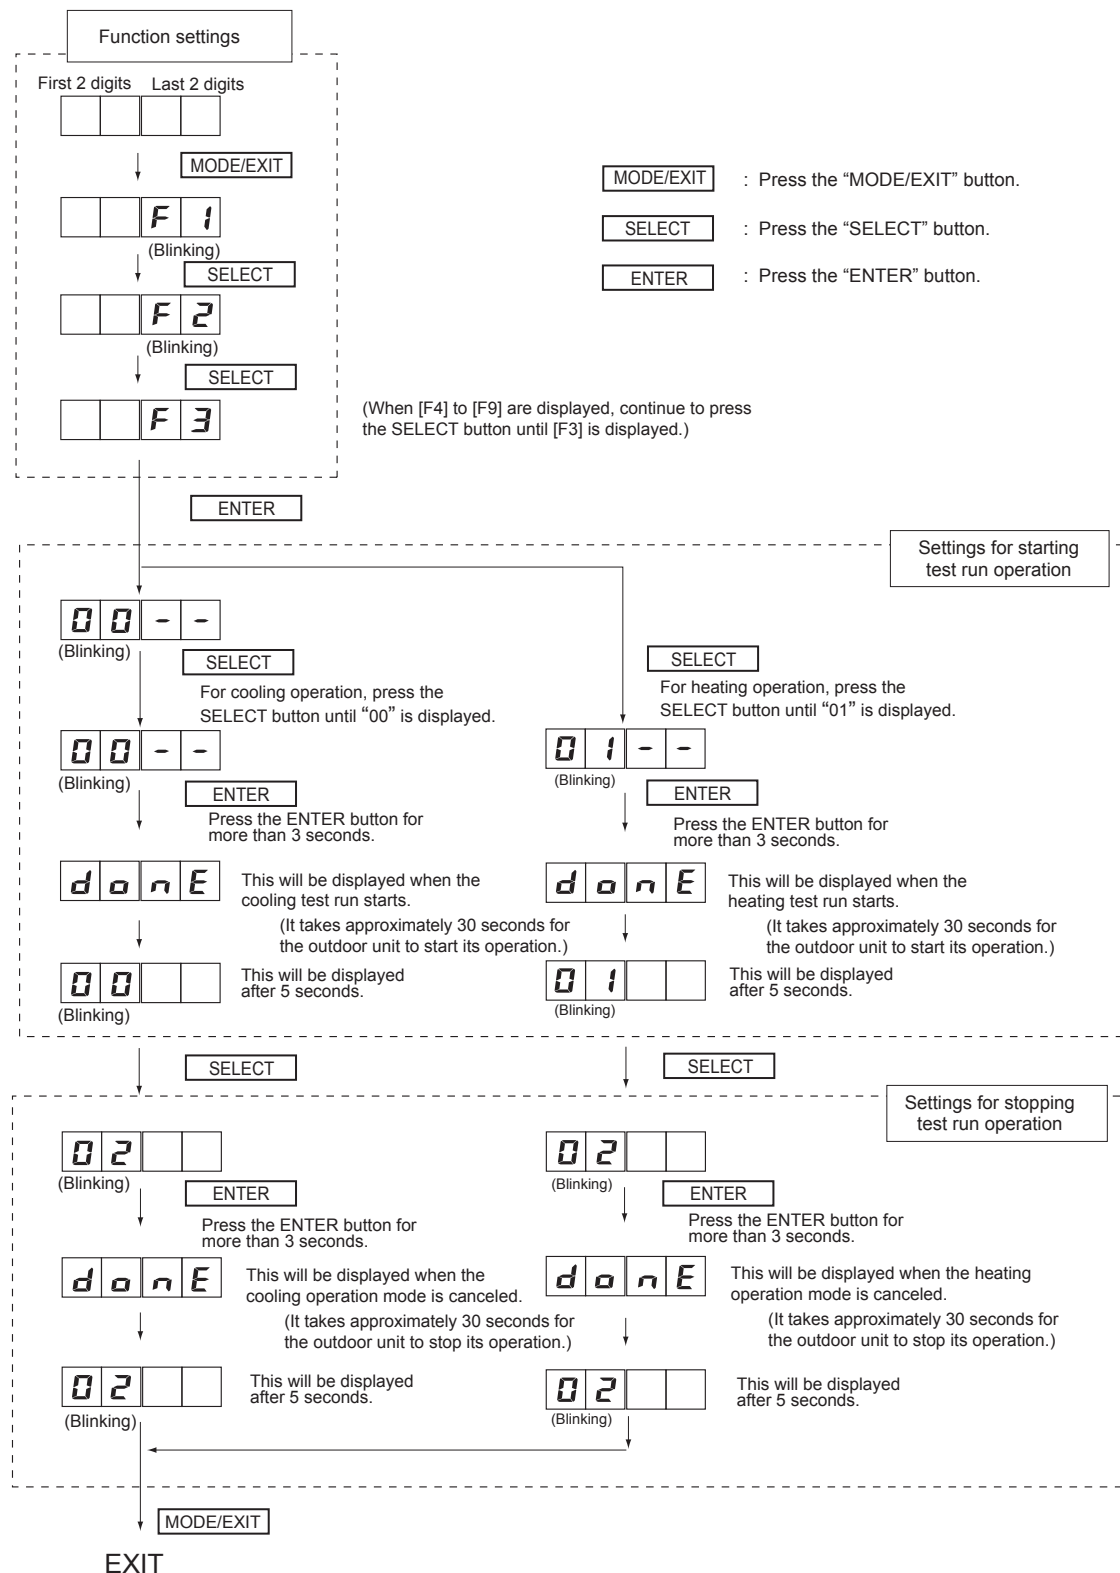 Function settings
First 2 digits Last 2 digits
MODE/EXIT
F 1
(Blinking)
SELECT
F 2
(Blinking)
SELECT
F 3
MODE/EXIT : Press the “MODE/EXIT” button.
SELECT : Press the “SELECT” button.
ENTER : Press the “ENTER” button.
(When [F4] to [F9] are displayed, continue to press
the SELECT button until [F3] is displayed.)
ENTER
Settings for starting
test run operation
0 0 - -
(Blinking)
SELECT
For cooling operation, press the
SELECT button until “00” is displayed.
0 0 - -
(Blinking)
ENTER
Press the ENTER button for
more than 3 seconds.
d o n E
This will be displayed when the
cooling test run starts.
(It takes approximately 30 seconds for
the outdoor unit to start its operation.)
0 0
(Blinking)
This will be displayed
after 5 seconds.
SELECT
SELECT
For heating operation, press the
SELECT button until “01” is displayed.
0 1 - -
(Blinking)
ENTER
Press the ENTER button for
more than 3 seconds.
d o n E
This will be displayed when the
heating test run starts.
(It takes approximately 30 seconds for
the outdoor unit to start its operation.)
0 1
(Blinking)
This will be displayed
after 5 seconds.
SELECT
Settings for stopping
test run operation
0 2
(Blinking)
ENTER
Press the ENTER button for
more than 3 seconds.
d o n E
This will be displayed when the
cooling operation mode is canceled.
(It takes approximately 30 seconds for
the outdoor unit to stop its operation.)
0 2
(Blinking)
This will be displayed
after 5 seconds.
0 2
(Blinking)
ENTER
Press the ENTER button for
more than 3 seconds.
d o n E
This will be displayed when the heating
operation mode is canceled.
(It takes approximately 30 seconds for
the outdoor unit to stop its operation.)
0 2
(Blinking)
This will be displayed
after 5 seconds.
MODE/EXIT
EXIT